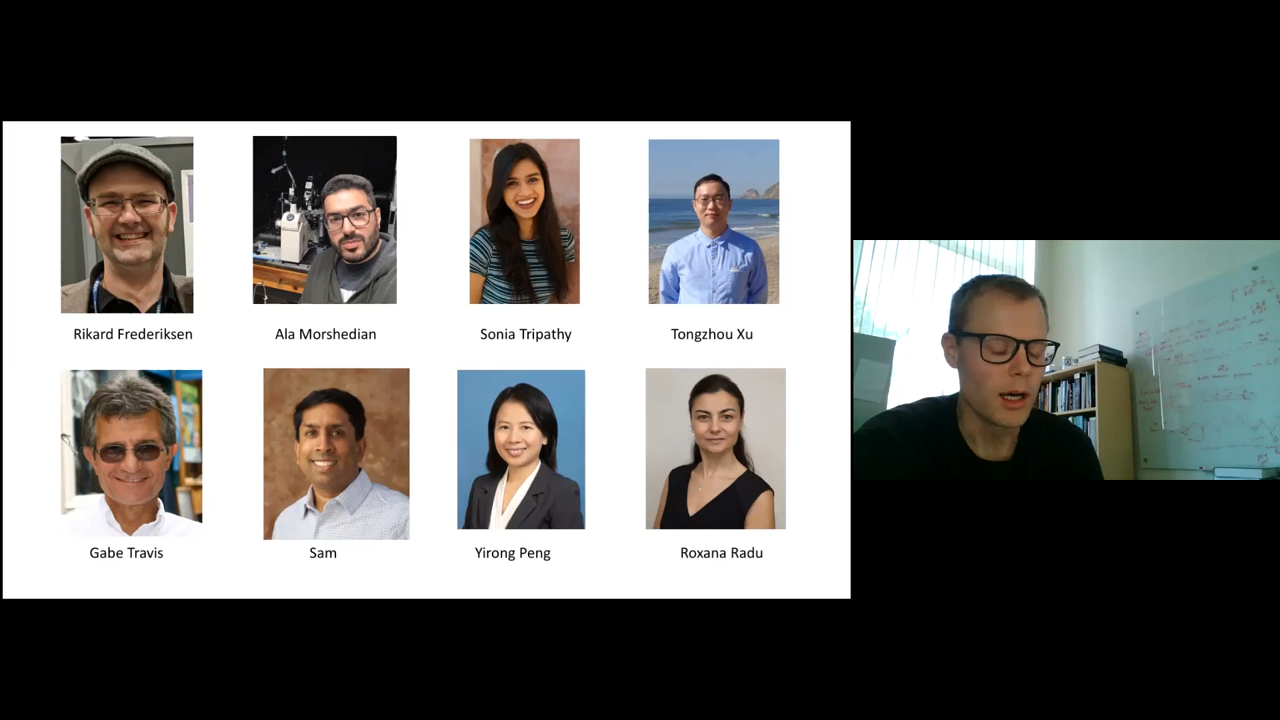 Rikard Frederiksen
Ala Morshedian
Sonia Tripathy
Tongzhou Xu
Gabe Travis
Sam
Yirong Peng
Roxana Radu